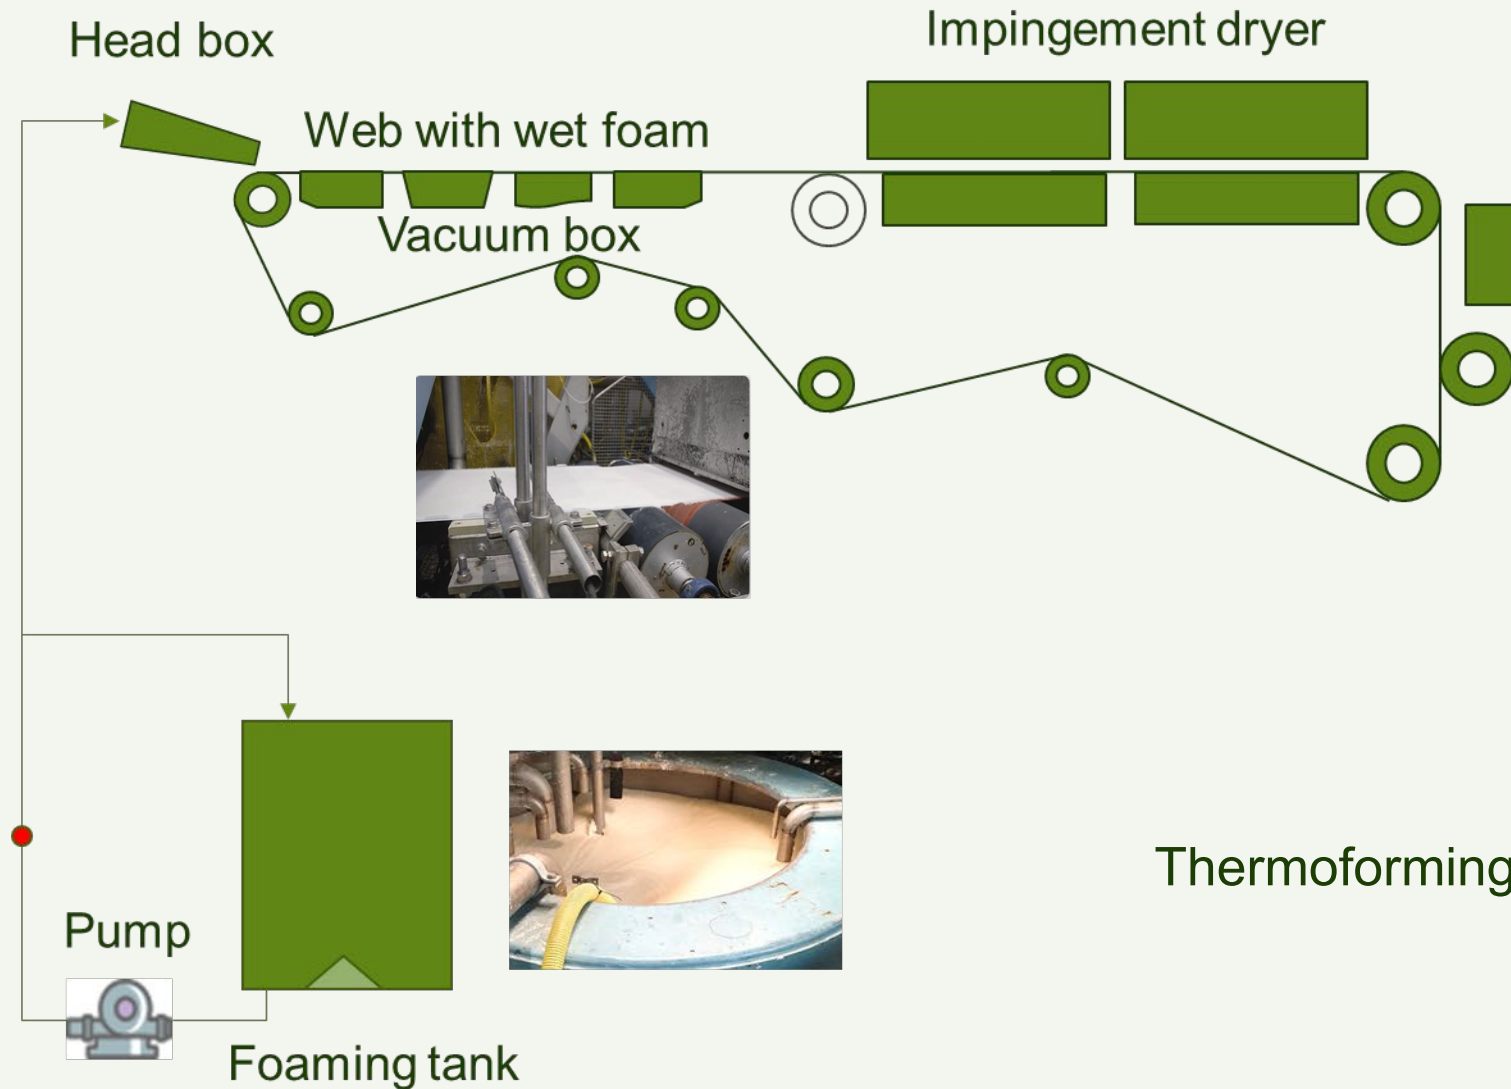 Head box
Impingement dryer
Web with wet foam
Vacuum box
Thermoforming
Pump
Foaming tank